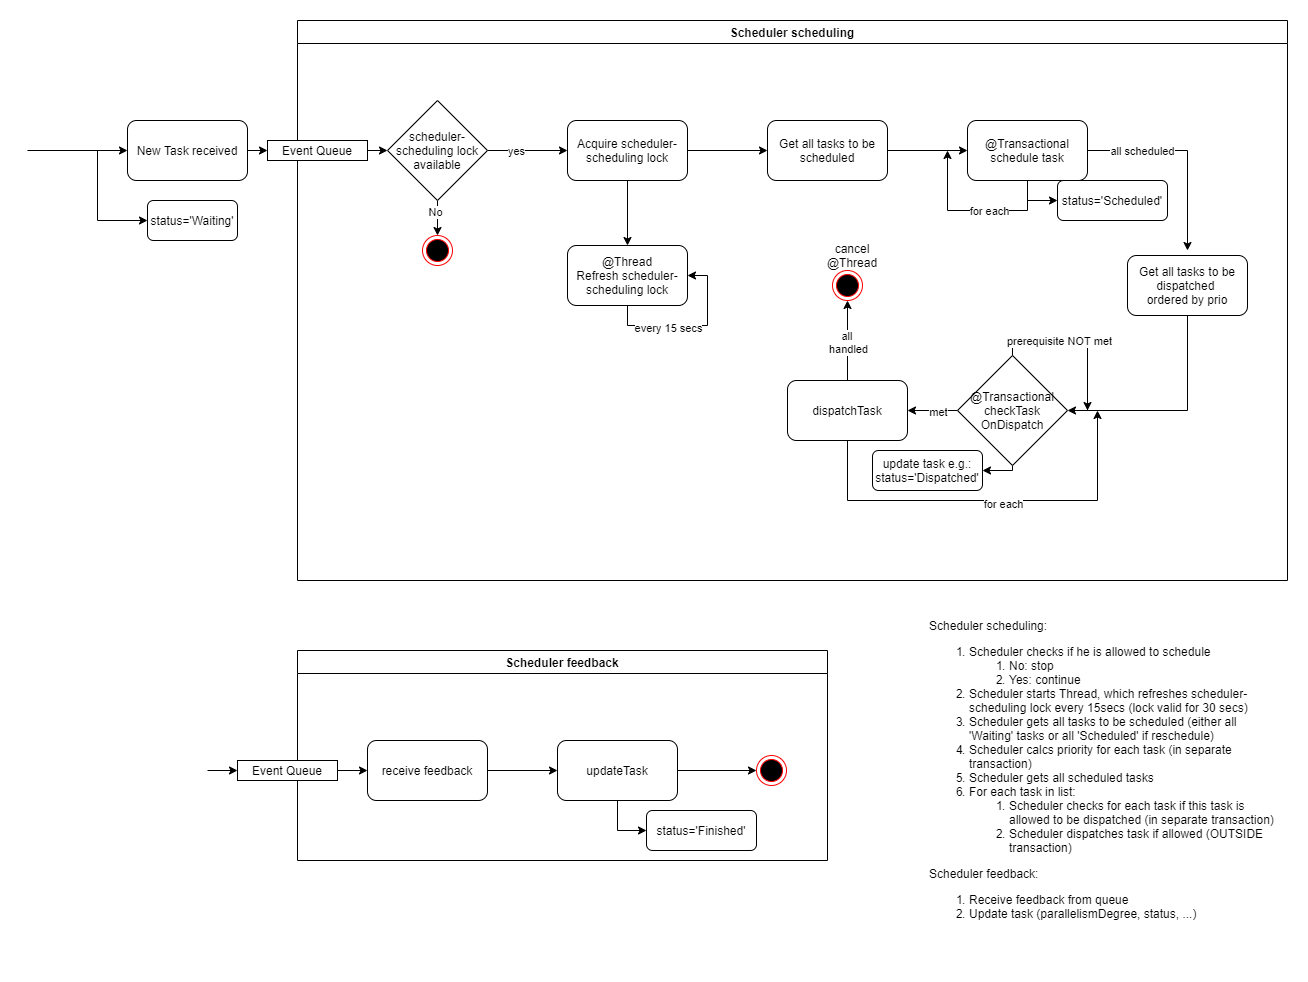 Scheduler scheduling
New Task received
status='Waiting'
Event Queue
scheduler-
scheduling lock
available
yes
No
Acquire scheduler-
scheduling lock
@Thread
Refresh scheduler-
scheduling lock
every 15 secs
Get all tasks to be
scheduled
@Transactional
schedule task
for each
status='Scheduled'
all scheduled
Get all tasks to be
dispatched
ordered by prio
prerequisite NOT met
@Transactional
checkTask
OnDispatch
met
update task e.g.:
status='Dispatched'
dispatchTask
for each
all
handled
cancel
@Thread
Scheduler feedback
Event Queue
receive feedback
updateTask
status='Finished'
Scheduler scheduling:
1. Scheduler checks if he is allowed to schedule
1. No: stop
2. Yes: continue
2. Scheduler starts Thread, which refreshes scheduler-
scheduling lock every 15secs (lock valid for 30 secs)
3. Scheduler gets all tasks to be scheduled (either all
'Waiting' tasks or all 'Scheduled' if reschedule)
4. Scheduler calcs priority for each task (in separate
transaction)
5. Scheduler gets all scheduled tasks
6. For each task in list:
1. Scheduler checks for each task if this task is
allowed to be dispatched (in separate transaction)
2. Scheduler dispatches task if allowed (OUTSIDE
transaction)
Scheduler feedback:
1. Receive feedback from queue
2. Update task (parallelismDegree, status, ...)